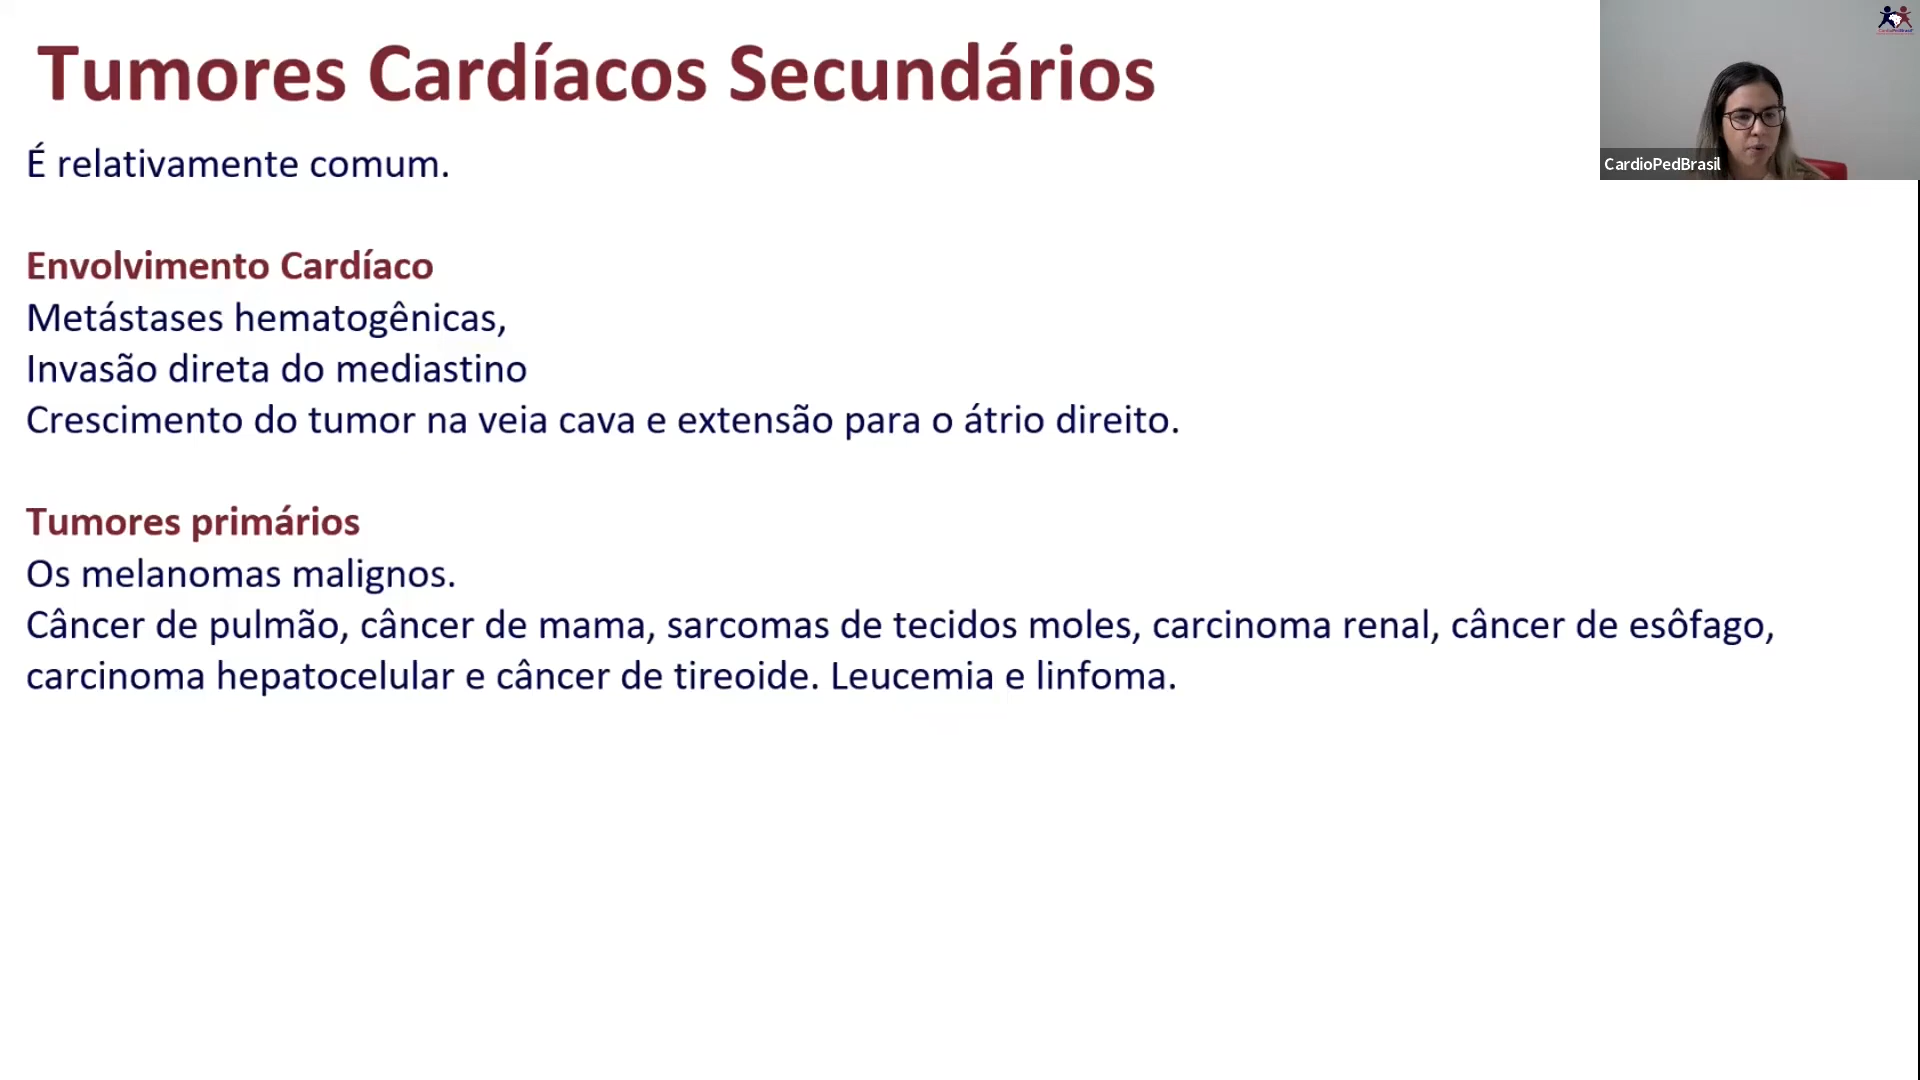 Tumores Cardíacos Secundários
É relativamente comum.
Envolvimento Cardíaco
Metástases hematogênicas,
Invasão direta do mediastino
Crescimento do tumor na veia cava e extensão para o átrio direito.
Tumores primários
Os melanomas malignos.
Câncer de pulmão, câncer de mama, sarcomas de tecidos moles, carcinoma renal, câncer de esôfago,
carcinoma hepatocelular e câncer de tireoide. Leucemia e linfoma.
CardioPedBrasil
CardioPedBrasil